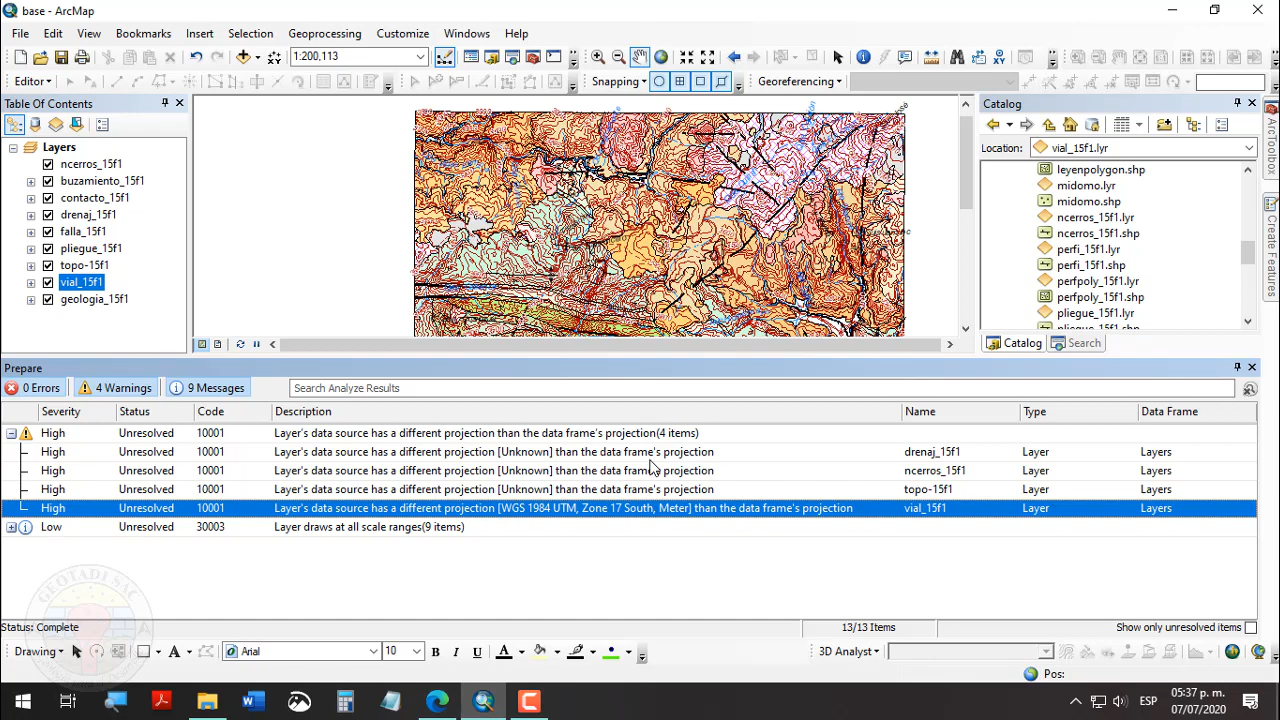 base - ArcMap
File Edit View Bookmarks Insert Selection Geoprocessing Customize Windows Help
1:200,113
Editor Snapping Georeferencing
Table Of Contents
Layers
ncerros_15f1
buzamiento_15f1
contacto_15f1
drenaj_15f1
falla_15f1
pliegue_15f1
topo-15f1
vial_15f1
geologia_15f1
Catalog
Location: vial_15f1.lyr
leyenpolygon.shp
midomo.lyr
midomo.shp
ncerros_15f1.lyr
ncerros_15f1.shp
perfi_15f1.lyr
perfi_15f1.shp
perfpoly_15f1.lyr
perfpoly_15f1.shp
pliegue_15f1.lyr
pliegue_15f1.shp
Catalog Search
ArcToolbox
Create Features
Prepare
0 Errors 4 Warnings 9 Messages Search Analyze Results
Severity Status Code Description Name Type Data Frame
High Unresolved 10001 Layer's data source has a different projection than the data frame's projection(4 items)
High Unresolved 10001 Layer's data source has a different projection [Unknown] than the data frame's projection drenaj_15f1 Layer Layers
High Unresolved 10001 Layer's data source has a different projection [Unknown] than the data frame's projection ncerros_15f1 Layer Layers
High Unresolved 10001 Layer's data source has a different projection [Unknown] than the data frame's projection topo-15f1 Layer Layers
High Unresolved 10001 Layer's data source has a different projection [WGS 1984 UTM, Zone 17 South, Meter] than the data frame's projection vial_15f1 Layer Layers
Low Unresolved 30003 Layer draws at all scale ranges(9 items)
GEOTADI SAC
Status: Complete 13/13 Items Show only unresolved items
Drawing A Arial 10 B I U A 3D Analyst
Pos:
ESP 05:37 p. m.
07/07/2020